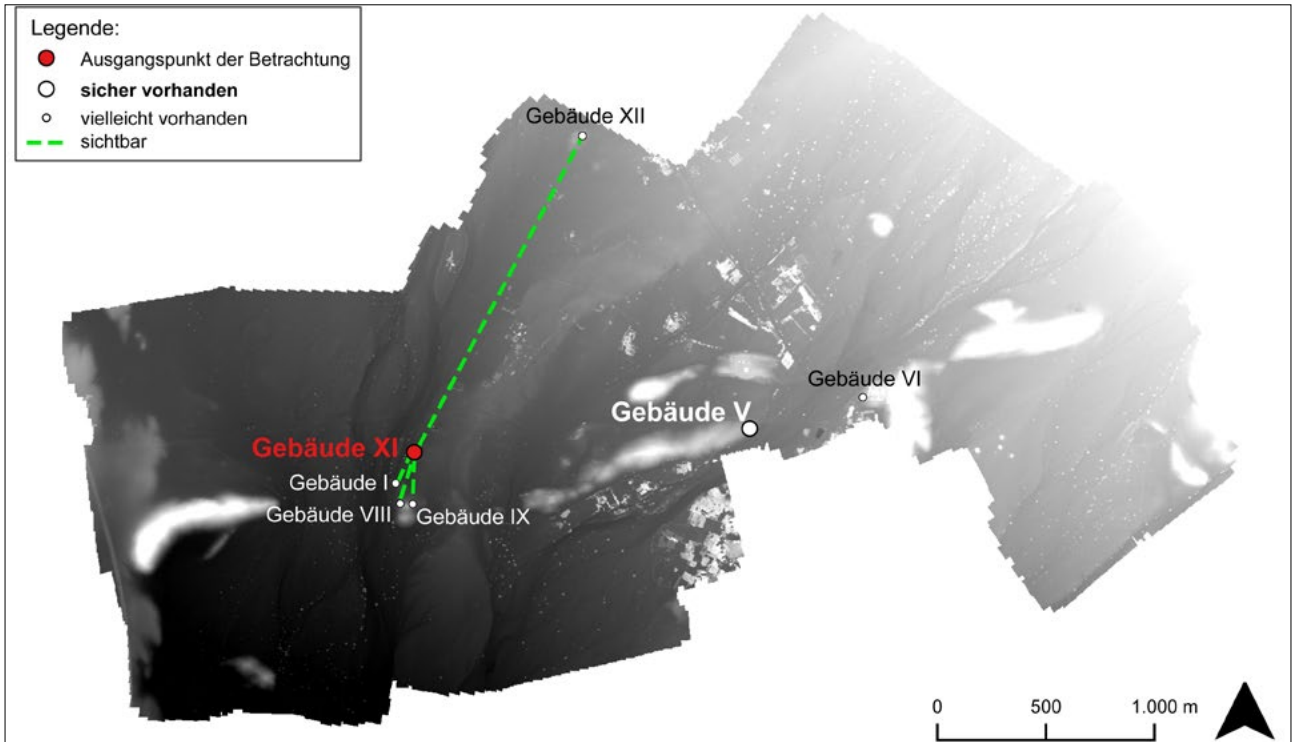 Legende:
Ausgangspunkt der Betrachtung
sicher vorhanden
vielleicht vorhanden
sichtbar
Gebäude XII
Gebäude VI
Gebäude V
Gebäude XI
Gebäude I
Gebäude VIII
Gebäude IX
0 500 1.000 m